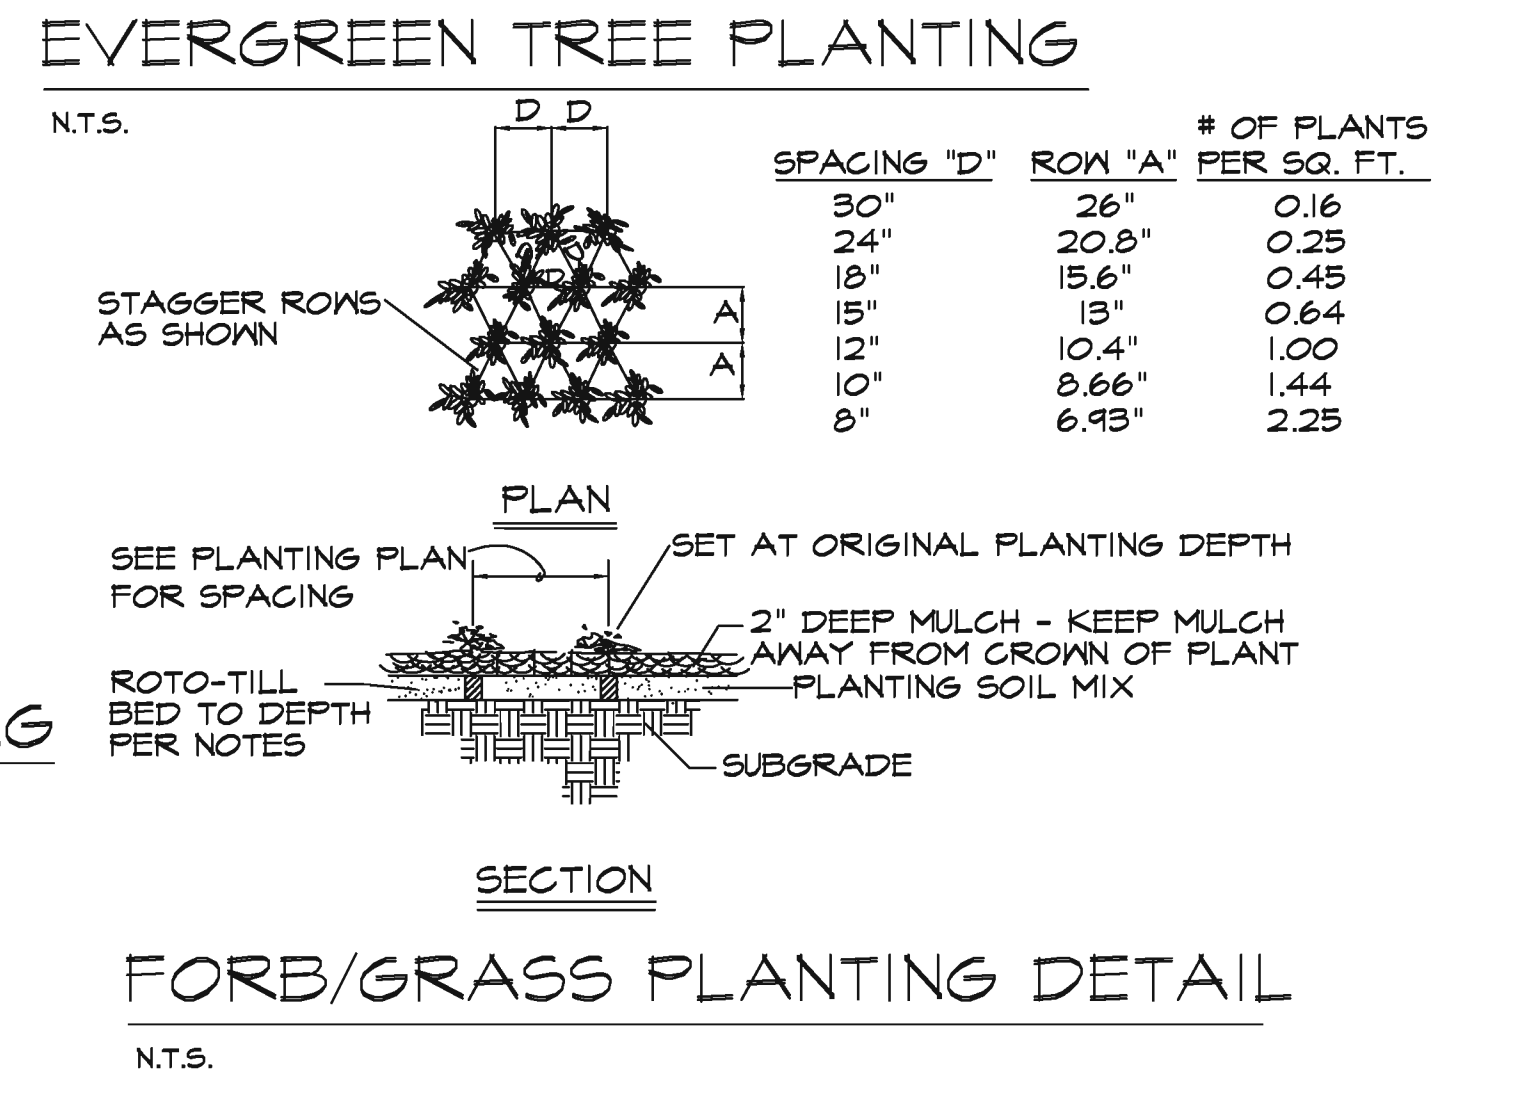 EVERGREEN TREE PLANTING
N.T.S.
D D
# OF PLANTS
SPACING "D" ROW "A" PER SQ. FT.
30" 26" 0.16
24" 20.8" 0.25
18" 15.6" 0.45
15" 13" 0.64
12" 10.4" 1.00
10" 8.66" 1.44
8" 6.93" 2.25
D D
D
STAGGER ROWS
AS SHOWN
A
A
PLAN
SEE PLANTING PLAN
FOR SPACING
SET AT ORIGINAL PLANTING DEPTH
2" DEEP MULCH - KEEP MULCH
AWAY FROM CROWN OF PLANT
PLANTING SOIL MIX
ROTO-TILL
BED TO DEPTH
PER NOTES
G
SUBGRADE
SECTION
FORB/GRASS PLANTING DETAIL
N.T.S.